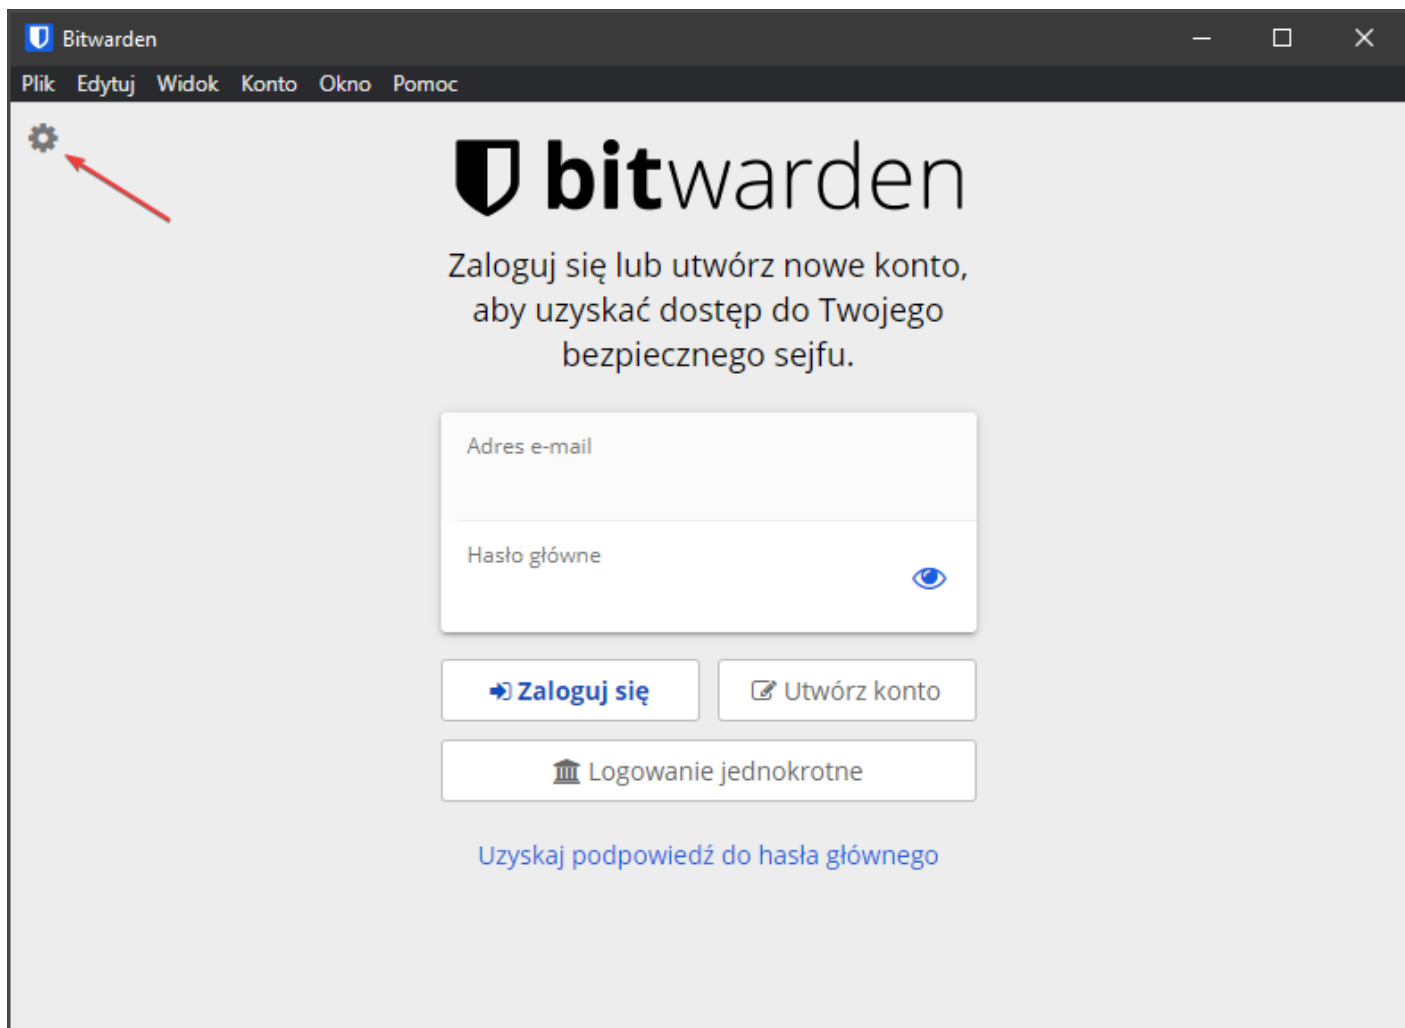 Bitwarden
Plik Edytuj Widok Konto Okno Pomoc
bitwarden
Zaloguj się lub utwórz nowe konto,
aby uzyskać dostęp do Twojego
bezpiecznego sejfu.
Adres e-mail
Hasło główne
Zaloguj się
Utwórz konto
Logowanie jednokrotne
Uzyskaj podpowiedź do hasła głównego